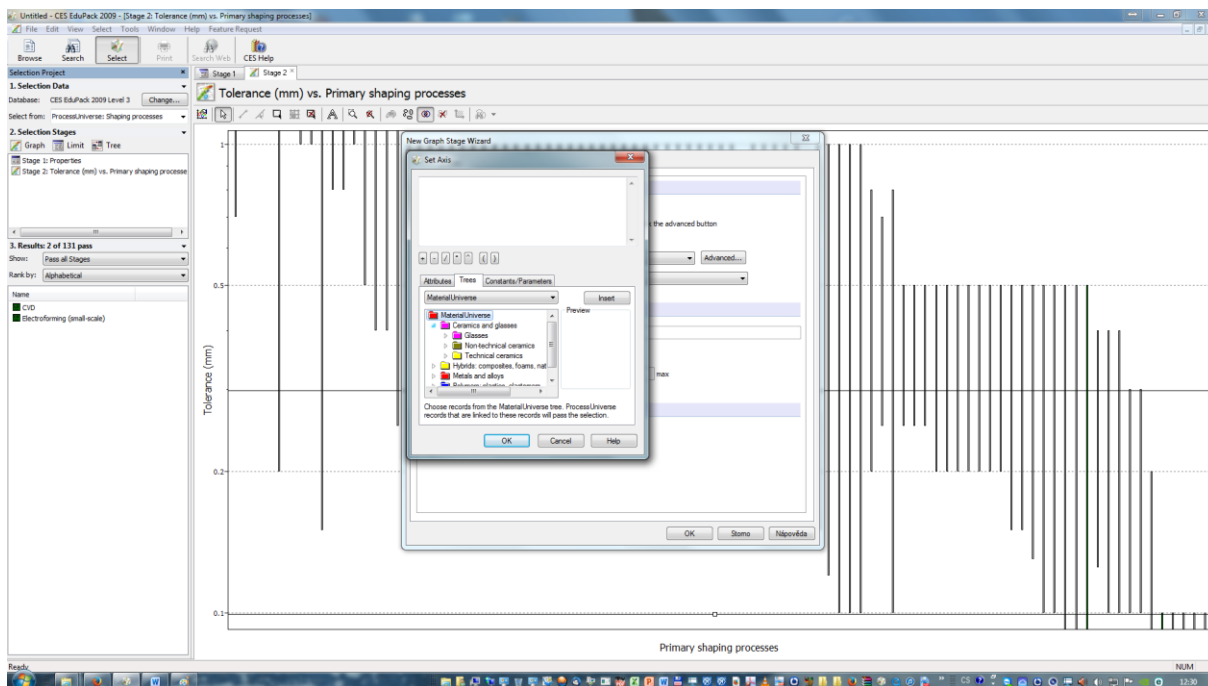 Untitled - CES EduPack 2009 - [Stage 2: Tolerance (mm) vs. Primary shaping processes]
File Edit View Select Tools Window Help Feature Request
Browse Search Select Print Search Web CES Help
Selection Project
Stage 1 Stage 2
1. Selection Data
Database: CES EduPack 2009 Level 3 Change...
Select from: ProcessUniverse: Shaping processes
Tolerance (mm) vs. Primary shaping processes
2. Selection Stages
Graph Limit Tree
Stage 1: Properties
Stage 2: Tolerance (mm) vs. Primary shaping processe
3. Results: 2 of 131 pass
Show: Pass all Stages
Rank by: Alphabetical
Name
CVD
Electroforming (small-scale)
New Graph Stage Wizard
Set Axis
the advanced button
Advanced...
+ - / * ^ ( )
Attributes Trees Constants/Parameters
MaterialUniverse Insert
Preview
MaterialUniverse
Ceramics and glasses
Glasses
Non-technical ceramics
Technical ceramics
Hybrids: composites, foams, nat
Metals and alloys
Polymers: plastics, elastomers
max
Choose records from the MaterialUniverse tree. ProcessUniverse
records that are linked to these records will pass the selection.
OK Cancel Help
OK Storno Nápověda
1
0.5
0.2
0.1
Tolerance (mm)
Primary shaping processes
Ready NUM
CS 12:30